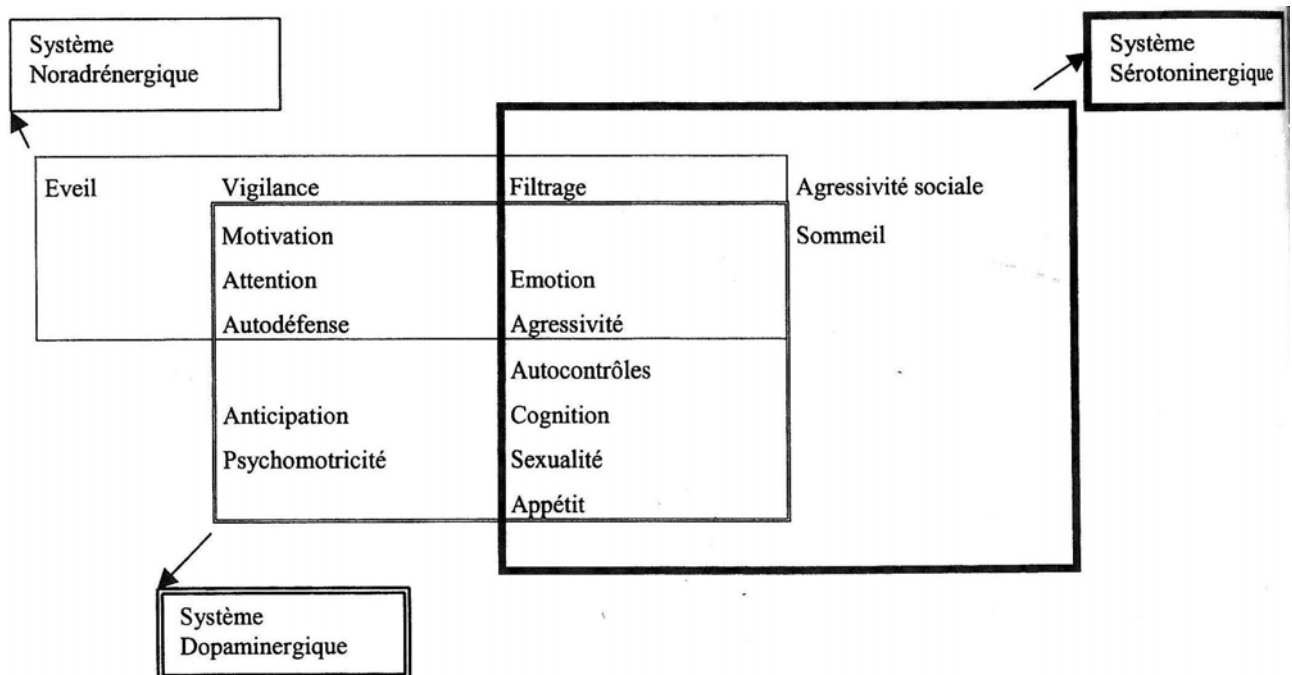 Système
Noradrénergique
Système
Sérotoninergique
Eveil Vigilance Filtrage Agressivité sociale
Motivation Sommeil
Attention Emotion
Autodéfense Agressivité
Autocontrôles
Anticipation Cognition
Psychomotricité Sexualité
Appétit
Système
Dopaminergique